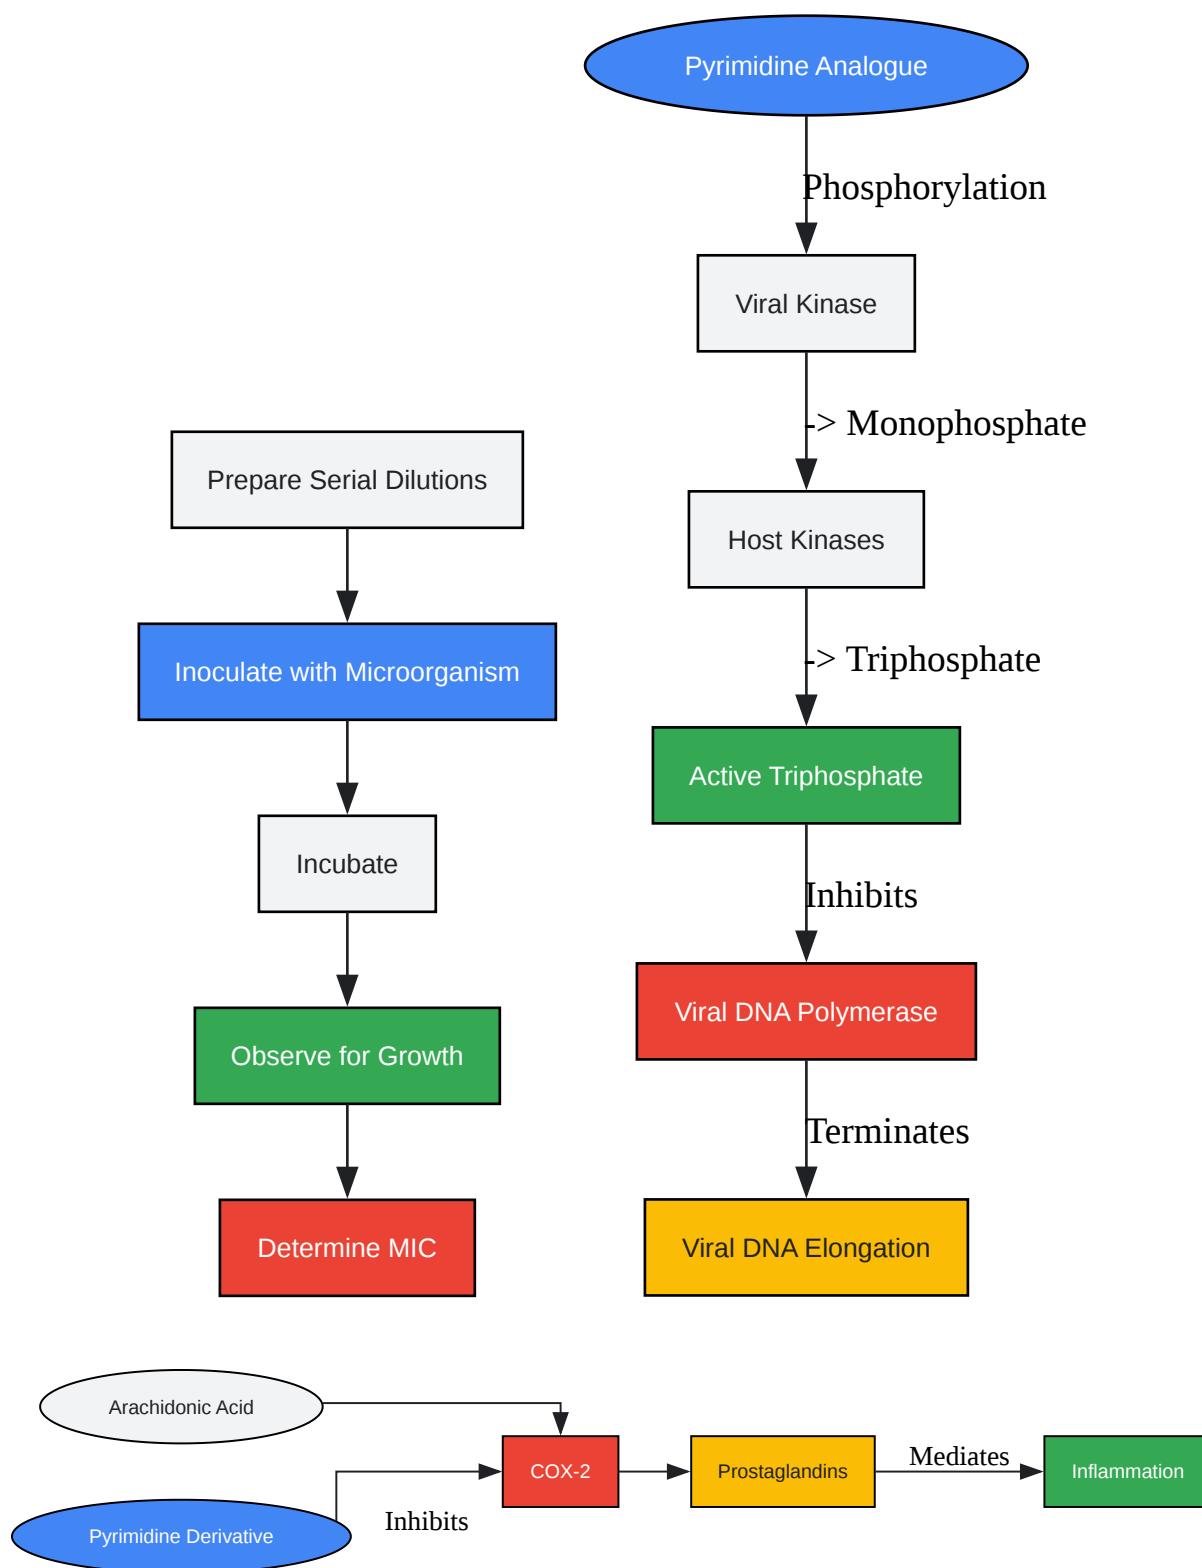 Pyrimidine Analogue
Phosphorylation
Viral Kinase
-> Monophosphate
Host Kinases
-> Triphosphate
Active Triphosphate
Inhibits
Viral DNA Polymerase
Terminates
Viral DNA Elongation
Prepare Serial Dilutions
Inoculate with Microorganism
Incubate
Observe for Growth
Determine MIC
Arachidonic Acid
COX-2
Prostaglandins
Mediates
Inflammation
Inhibits
Pyrimidine Derivative